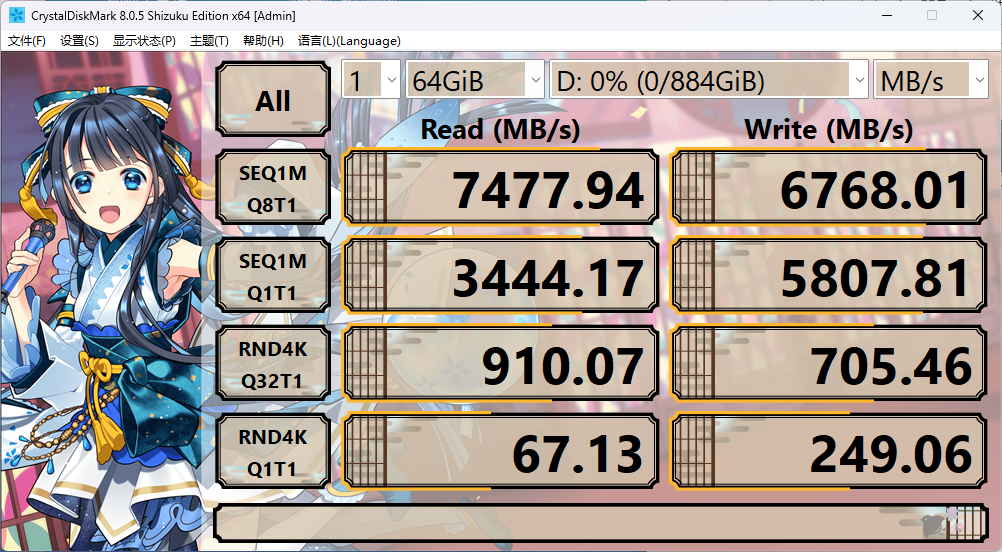 CrystalDiskMark 8.0.5 Shizuku Edition x64 [Admin]
文件(F) 设置(S) 显示状态(P) 主题(T) 帮助(H) 语言(L)(Language)
All 1 64GiB D: 0% (0/884GiB) MB/s
Read (MB/s) Write (MB/s)
SEQ1M
Q8T1
7477.94 6768.01
SEQ1M
Q1T1
3444.17 5807.81
RND4K
Q32T1
910.07 705.46
RND4K
Q1T1
67.13 249.06